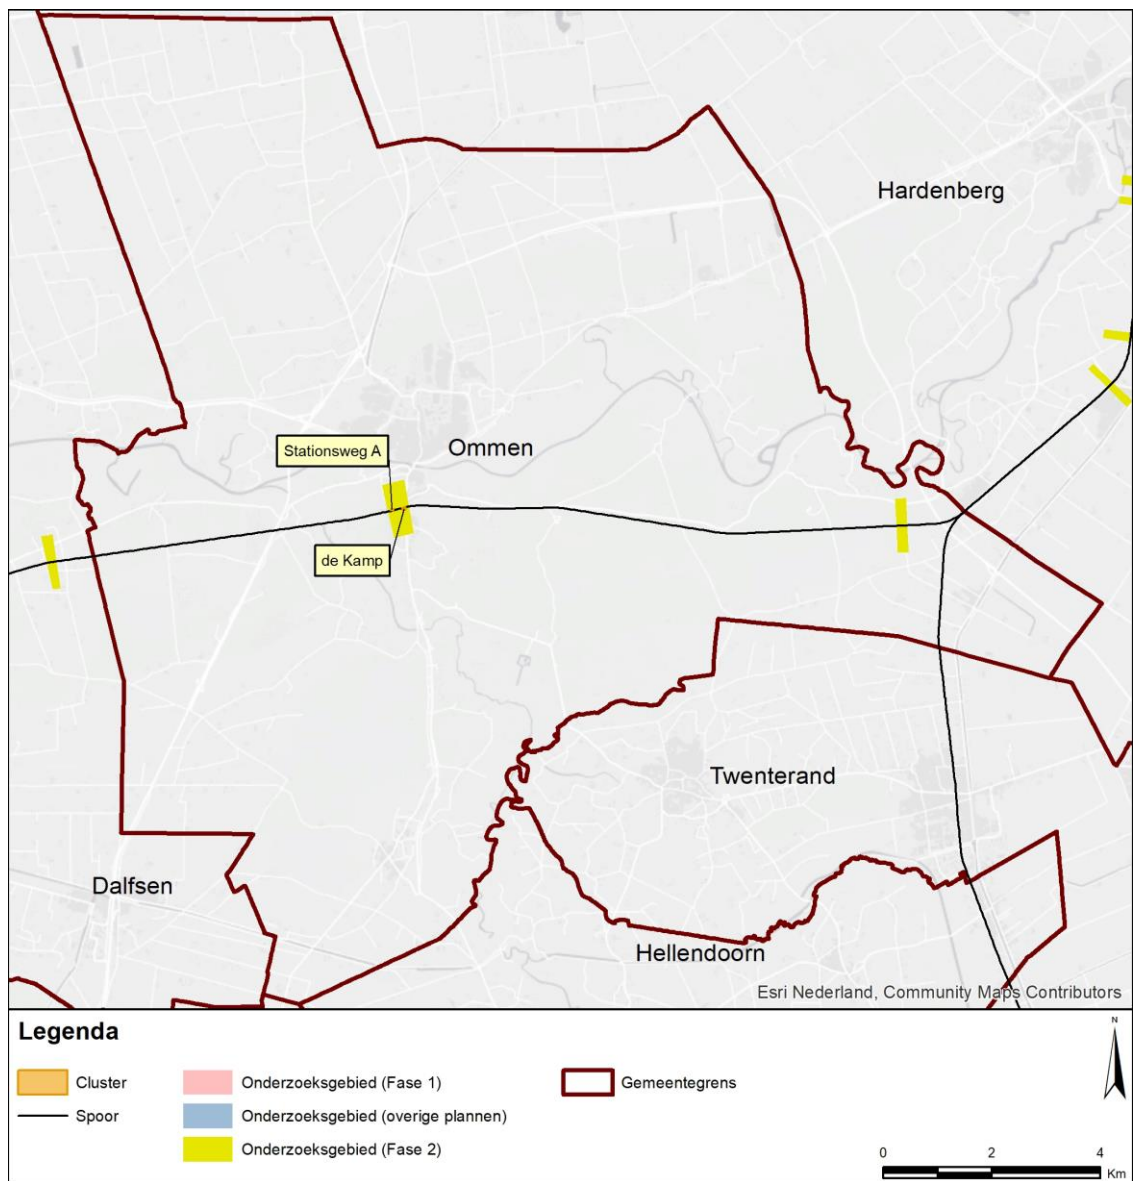 Hardenberg
Ommen
Stationsweg A
de Kamp
Twenterand
Dalfsen
Hellendoorn
Esri Nederland, Community Maps Contributors
Legenda
Cluster
Spoor
Onderzoeksgebied (Fase 1)
Onderzoeksgebied (overige plannen)
Onderzoeksgebied (Fase 2)
Gemeentegrens
N
0 2 4
Km